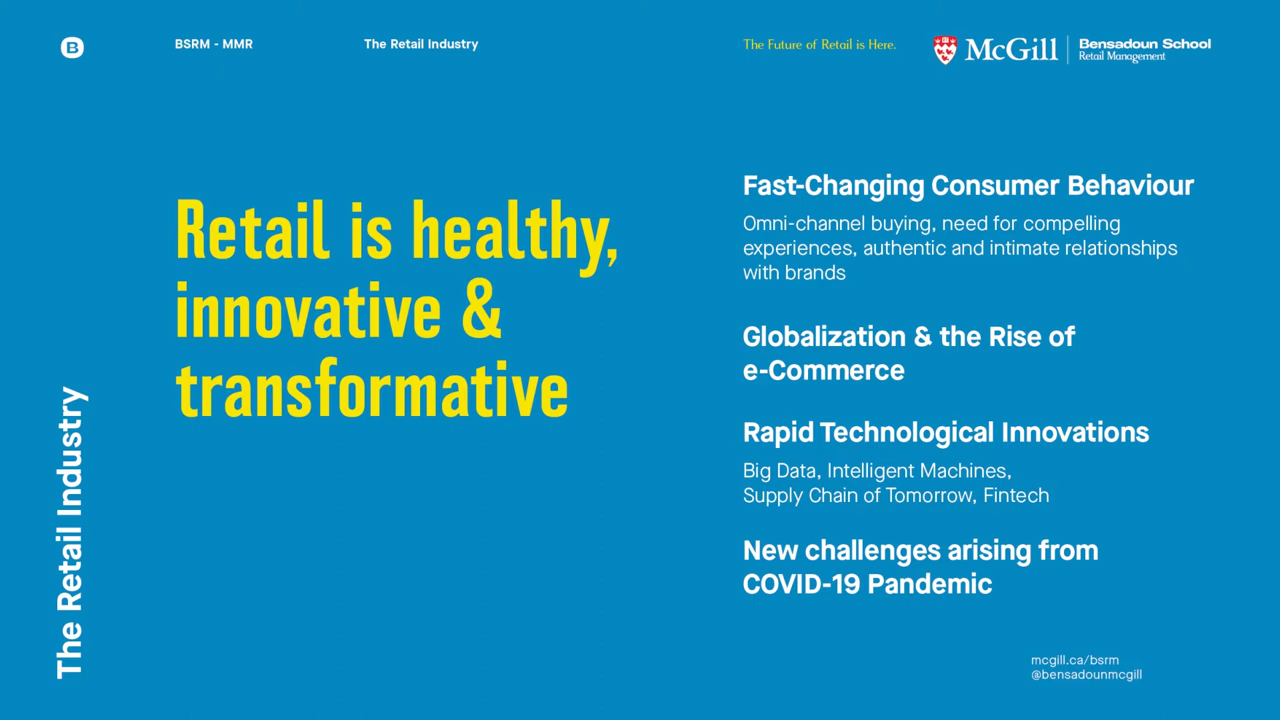 B
BSRM - MMR
The Retail Industry
The Future of Retail is Here.
McGill
Bensadoun School
Retail Management
Retail is healthy,
innovative &
transformative
Fast-Changing Consumer Behaviour
Omni-channel buying, need for compelling
experiences, authentic and intimate relationships
with brands
Globalization & the Rise of
e-Commerce
Rapid Technological Innovations
Big Data, Intelligent Machines,
Supply Chain of Tomorrow, Fintech
New challenges arising from
COVID-19 Pandemic
The Retail Industry
mcgill.ca/bsrm
@bensadounmcgill